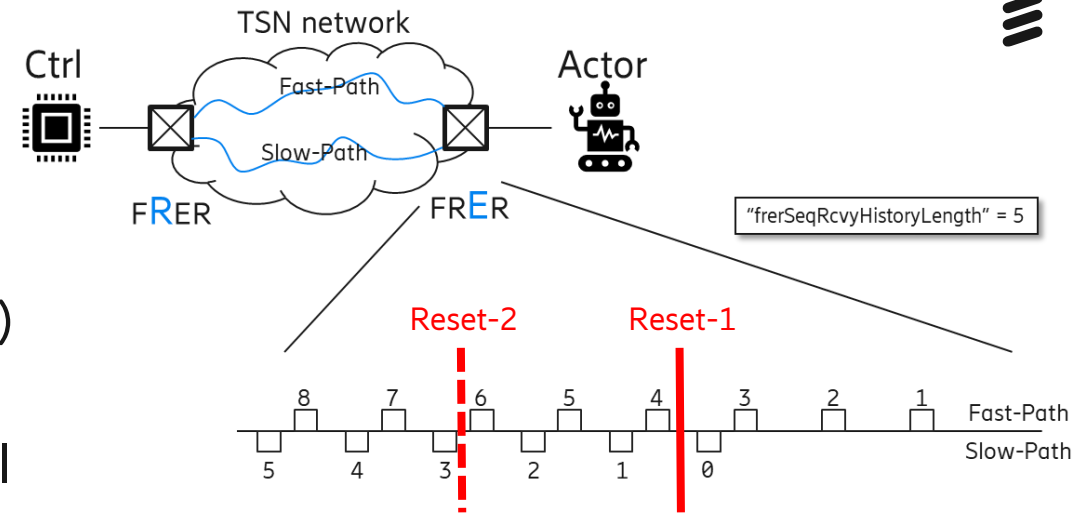 TSN network
Ctrl
Actor
Fast-Path
Slow-Path
FRER
FRER
“frerSeqRcvyHistoryLength” = 5
)
Reset-2
Reset-1
8 7 6 5 4 3 2 1
Fast-Path
Slow-Path
l
5 4 3 2 1 0